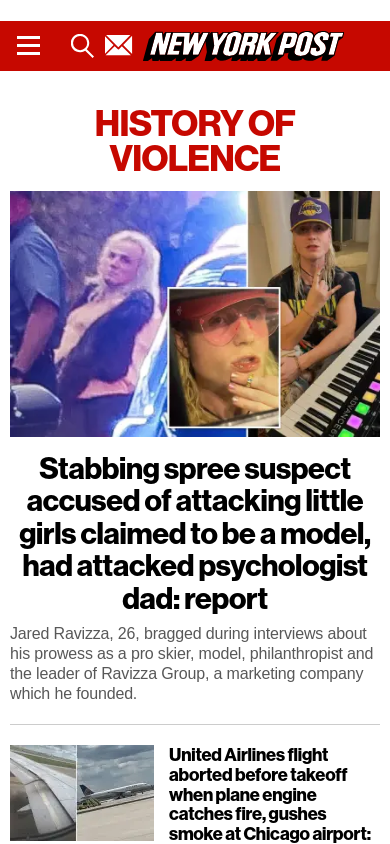 NEW YORK POST
HISTORY OF
VIOLENCE
ADVANCED
Stabbing spree suspect
accused of attacking little
girls claimed to be a model,
had attacked psychologist
dad: report
Jared Ravizza, 26, bragged during interviews about
his prowess as a pro skier, model, philanthropist and
the leader of Ravizza Group, a marketing company
which he founded.
United Airlines flight
aborted before takeoff
when plane engine
catches fire, gushes
smoke at Chicago airport: